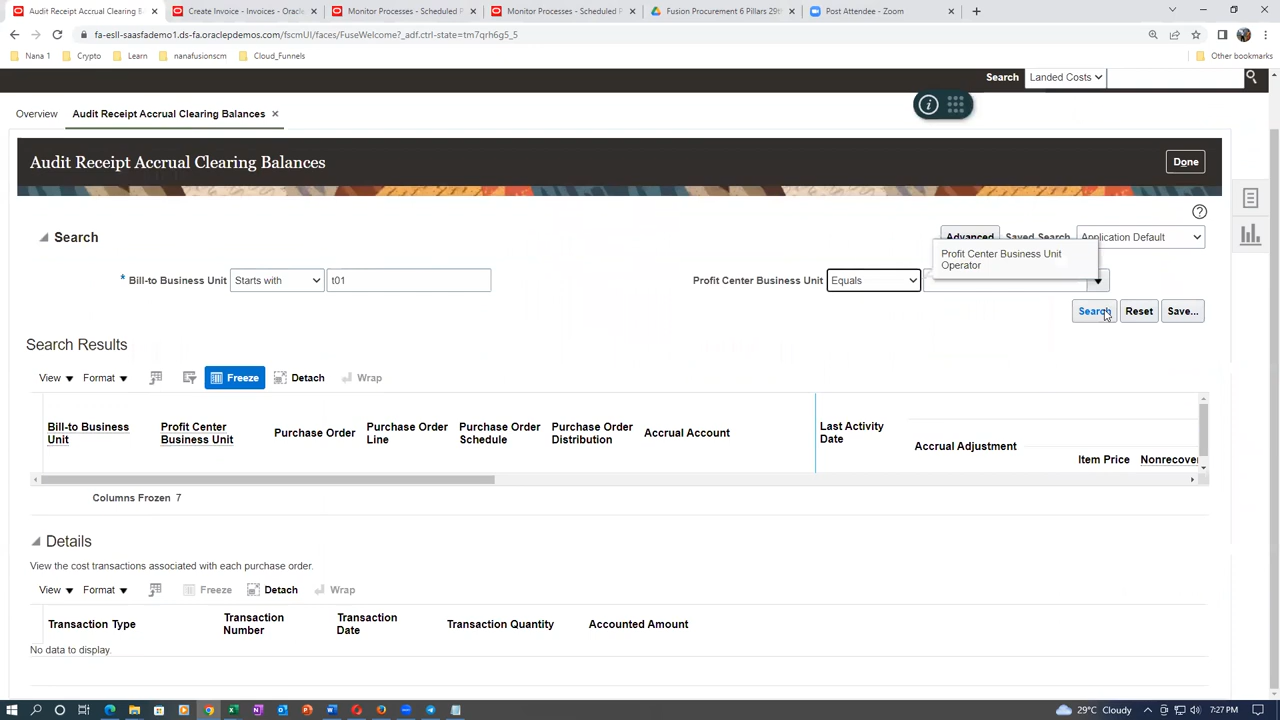 Audit Receipt Accrual Clearing B
Create Invoice - Invoices - Oracle
Monitor Processes - Scheduled P
Monitor Processes - Scheduled P
Fusion Procurement 6 Pillars 29th
Post Attendee - Zoom
fa-esll-saasfademo1.ds-fa.oraclepdemos.com/fscmUI/faces/FuseWelcome?_adf.ctrl-state=tm7qrh6g5_5
Nana 1
Crypto
Learn
nanafusionscm
Cloud_Funnels
Other bookmarks
Search
Landed Costs
Overview
Audit Receipt Accrual Clearing Balances
Audit Receipt Accrual Clearing Balances
Done
Search
Advanced
Saved Search
Application Default
Profit Center Business Unit
Operator
* Bill-to Business Unit
Starts with
t01
Profit Center Business Unit
Equals
Search
Reset
Save...
Search Results
View
Format
Freeze
Detach
Wrap
Bill-to Business
Unit
Profit Center
Business Unit
Purchase Order
Purchase Order
Line
Purchase Order
Schedule
Purchase Order
Distribution
Accrual Account
Last Activity
Date
Accrual Adjustment
Item Price
Nonrecover
Columns Frozen 7
Details
View the cost transactions associated with each purchase order.
View
Format
Freeze
Detach
Wrap
Transaction Type
Transaction
Number
Transaction
Date
Transaction Quantity
Accounted Amount
No data to display.
29°C Cloudy
7:27 PM